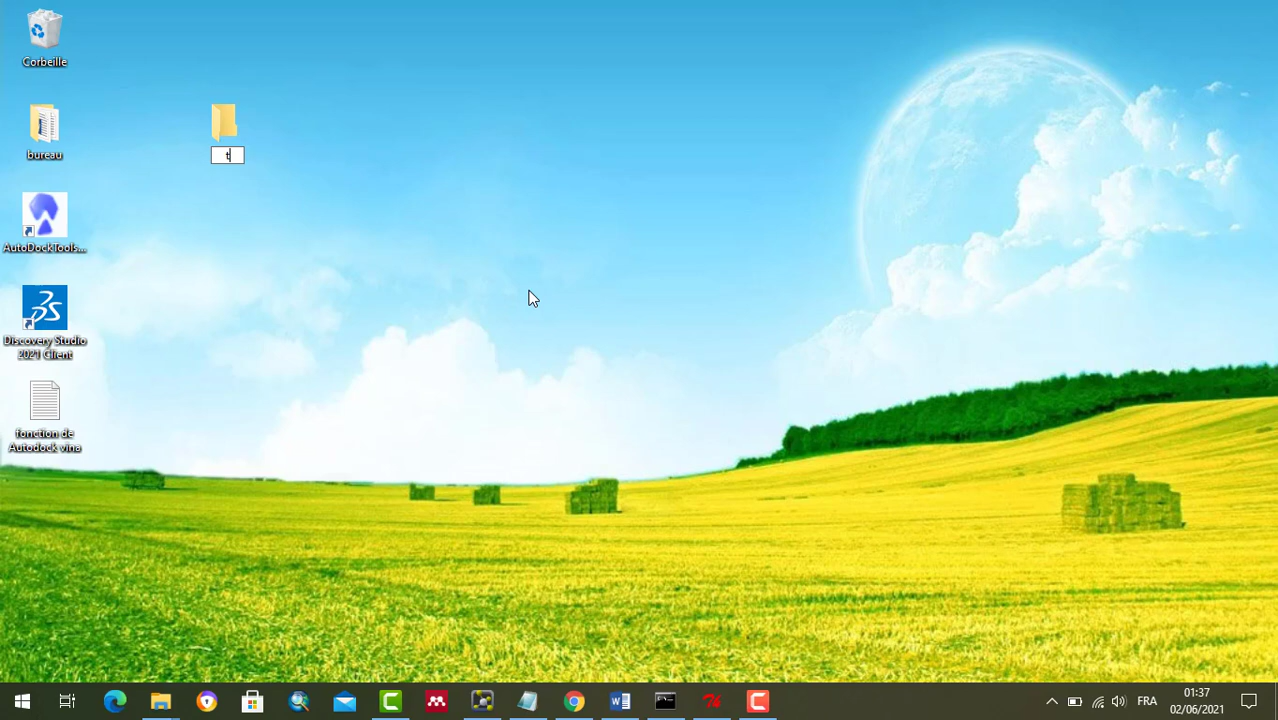 Corbeille
bureau
t
AutoDockTools...
Discovery Studio
2021 Client
fonction de
Autodock vina
FRA
01:37
02/06/2021